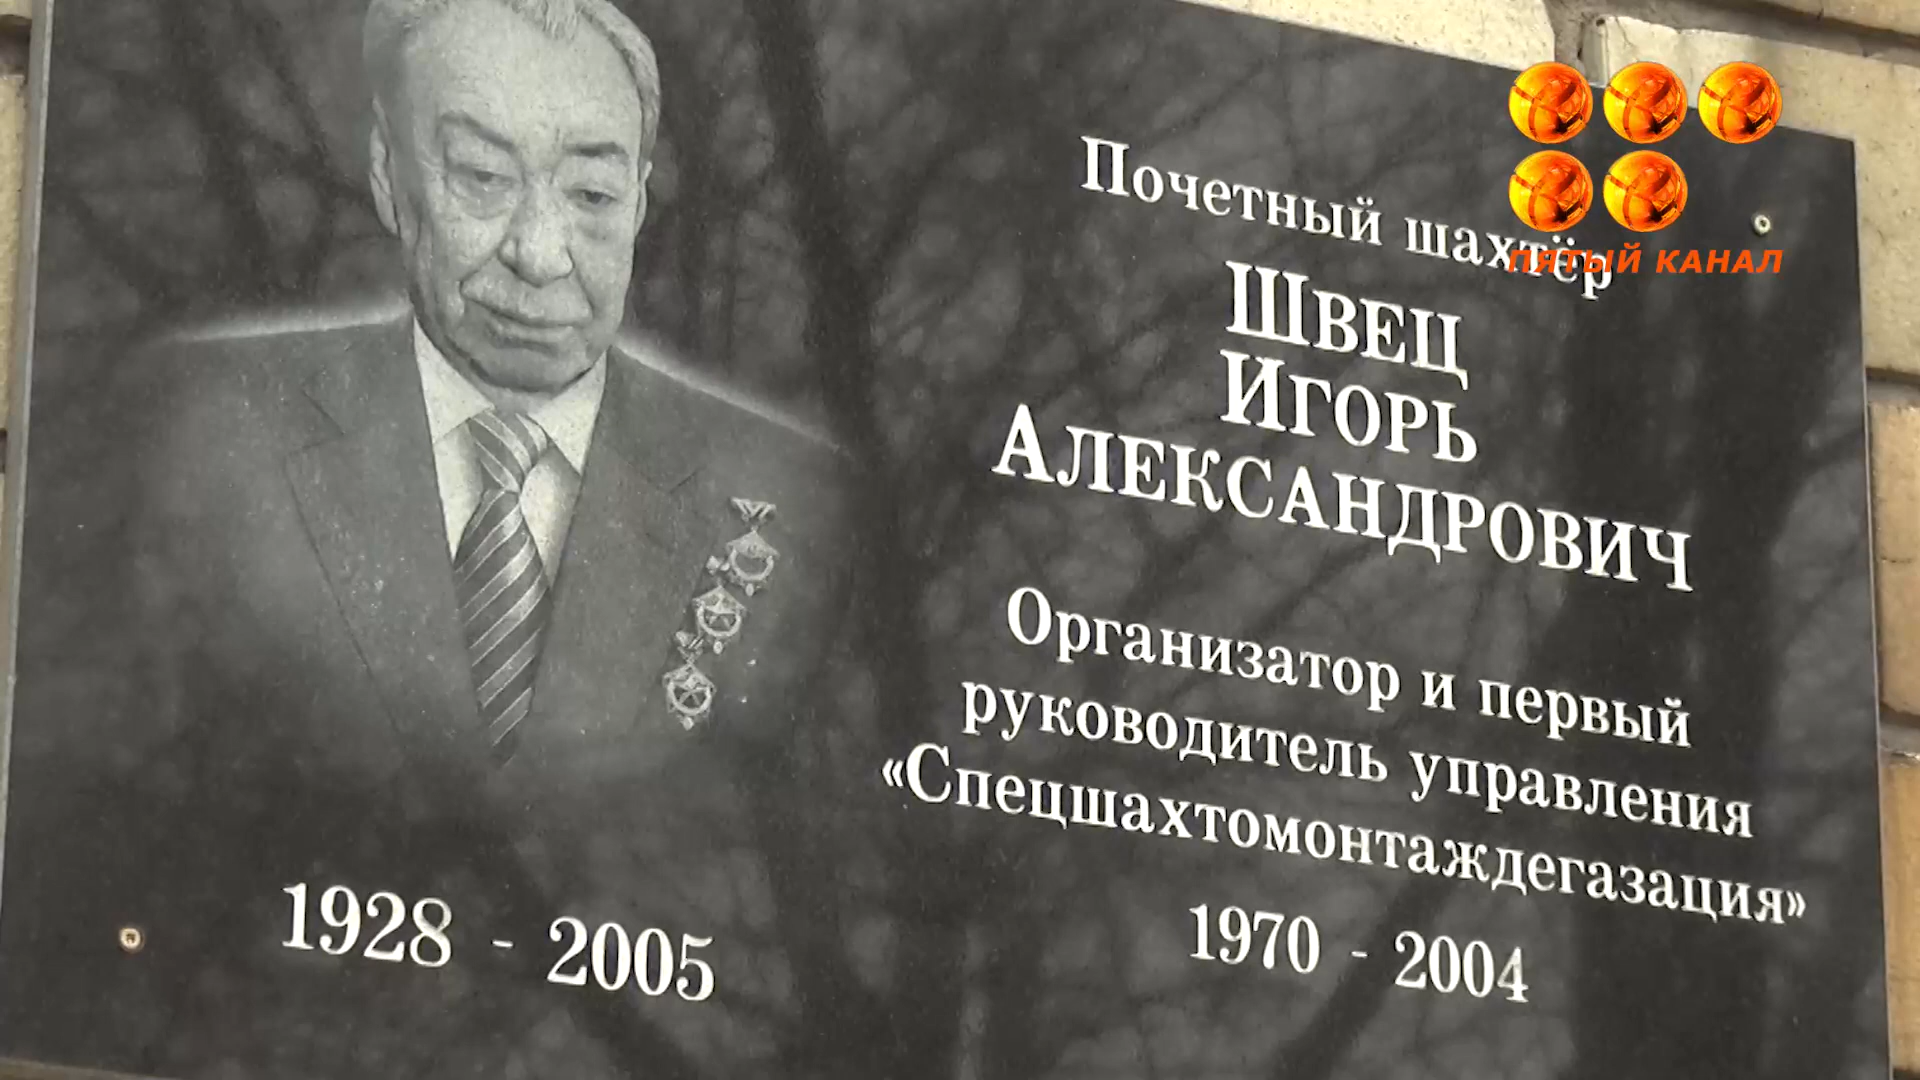 Почетный шахтёр
ШВЕЦ
ИГОРЬ
АЛЕКСАНДРОВИЧ
Организатор и первый
руководитель управления
«Спецшахтомонтаждегазация»
1970 - 2004
1928 - 2005
ПЯТЫЙ КАНАЛ